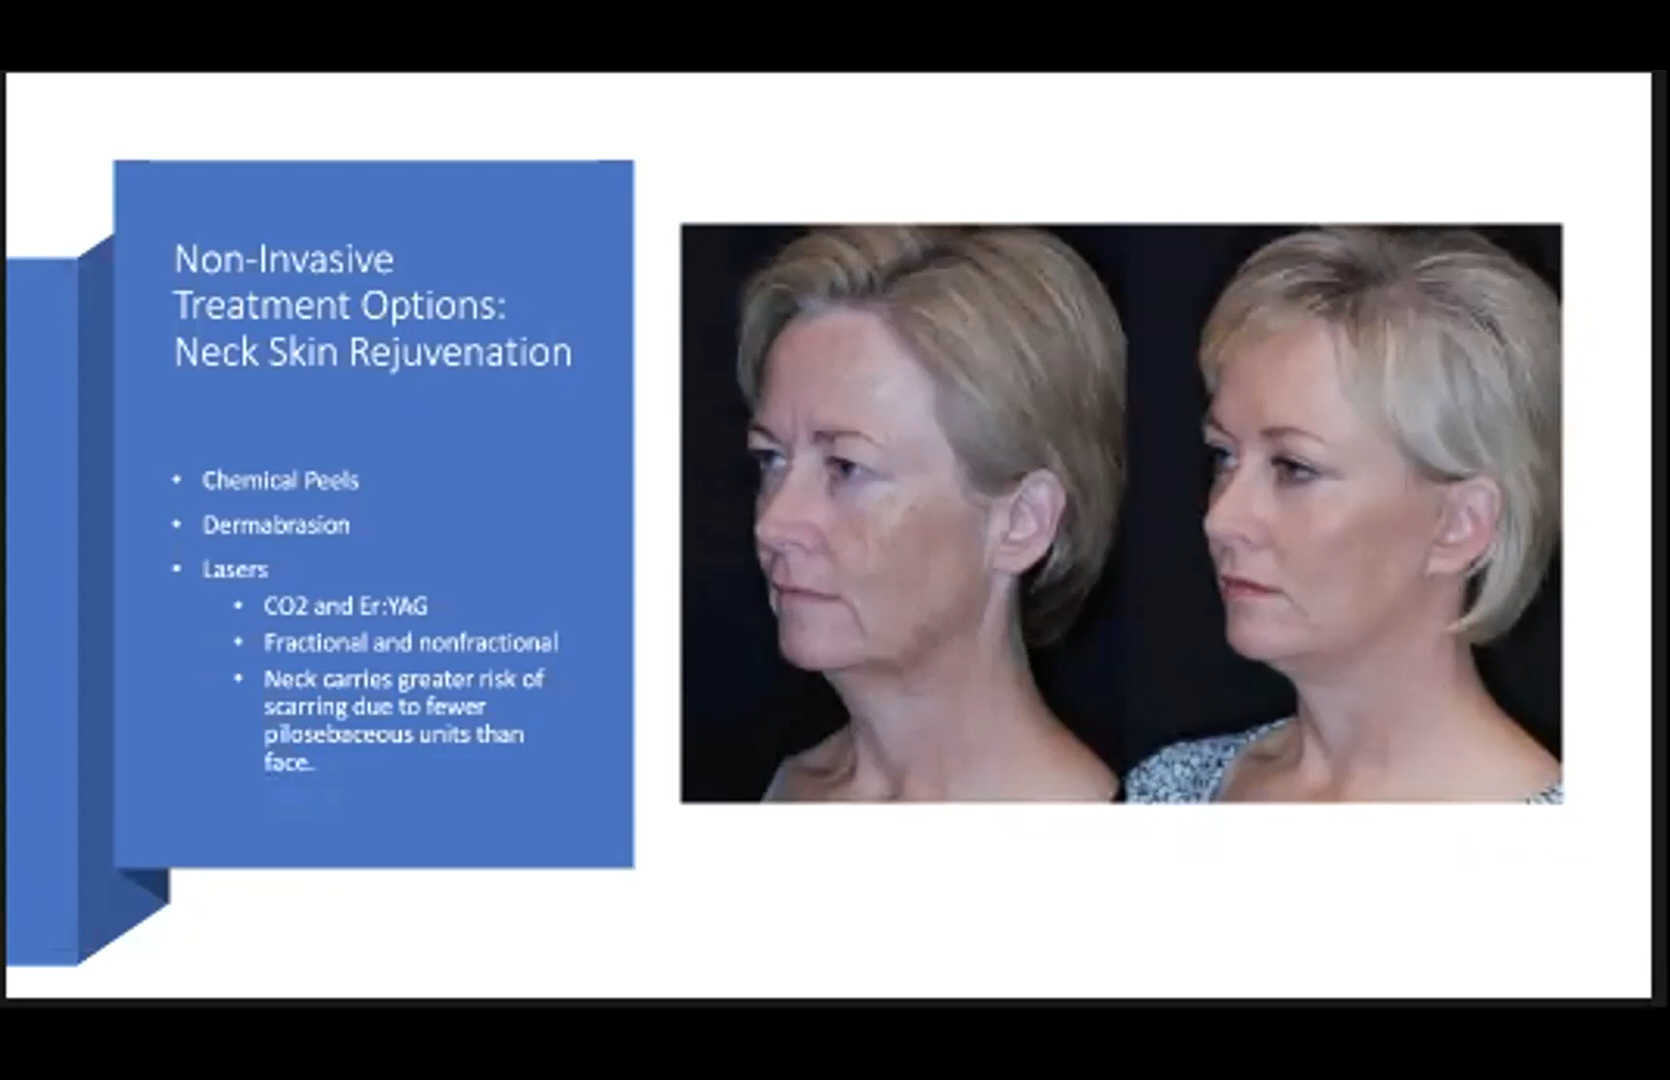 Non-Invasive
Treatment Options:
Neck Skin Rejuvenation
• Chemical Peels
• Dermabrasion
• Lasers
• CO2 and Er:YAG
• Fractional and nonfractional
• Neck carries greater risk of
scarring due to fewer
pilosebaceous units than
face.